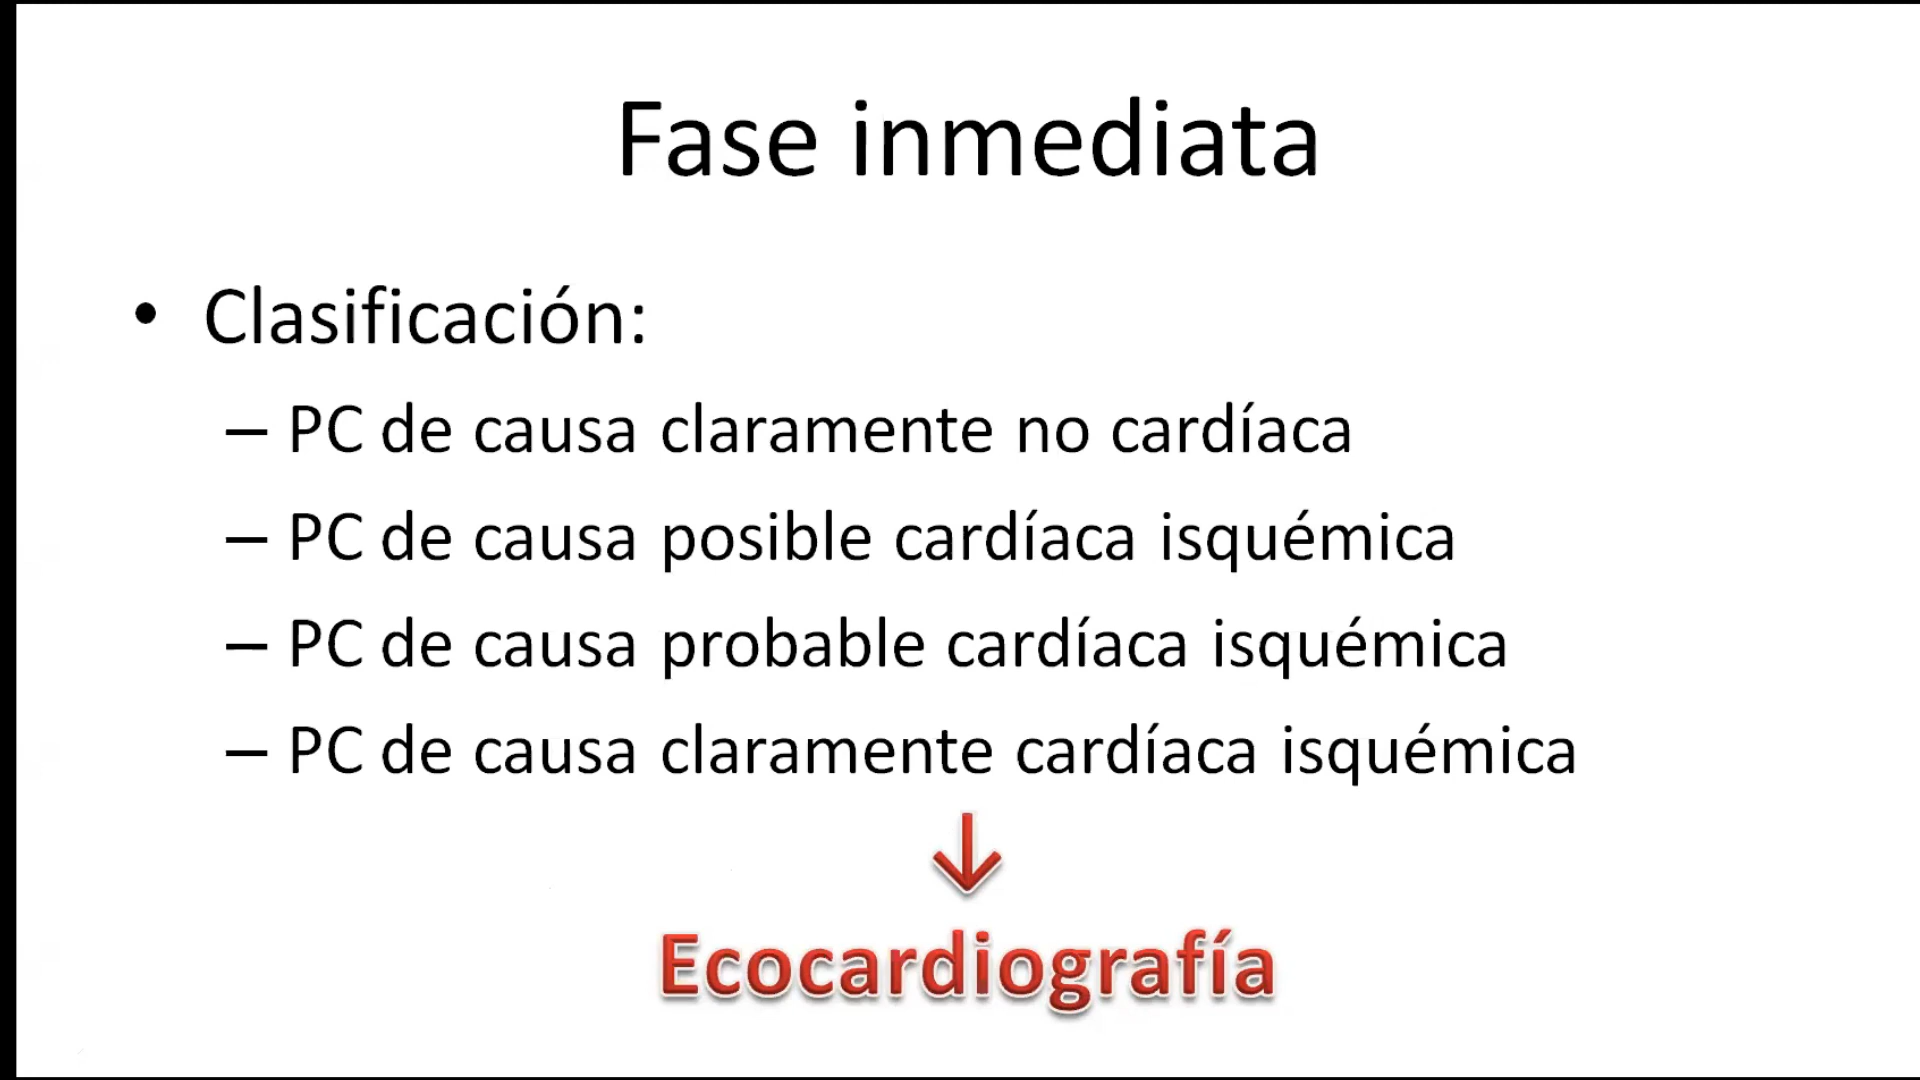 Fase inmediata
• Clasificación:
– PC de causa claramente no cardíaca
– PC de causa posible cardíaca isquémica
– PC de causa probable cardíaca isquémica
– PC de causa claramente cardíaca isquémica
↓
Ecocardiografía